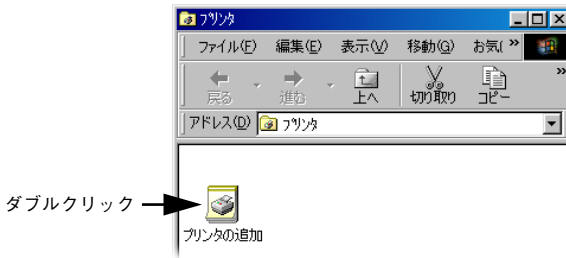 プリンタ
ファイル(F) 編集(E) 表示(V) 移動(G) お気( »
戻る 進む 上へ 切り取り コピー »
アドレス(D) プリンタ
ダブルクリック
プリンタの追加